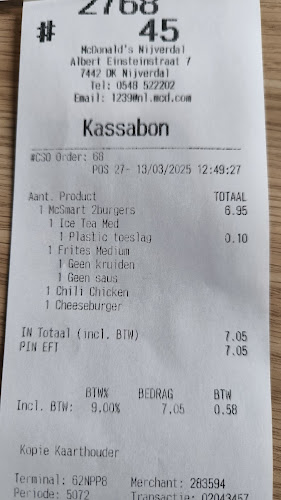 2768
# 45
McDonald's Nijverdal
Albert Einsteinstraat 7
7442 DK Nijverdal
Tel: 0548 522202
Email: 1239@nl.mcd.com
Kassabon
#CSO Order: 68
POS 27- 13/03/2025 12:49:27
Aant. Product TOTAAL
1 McSmart 2burgers 6.95
1 Ice Tea Med
1 Plastic toeslag 0.10
1 Frites Medium
1 Geen kruiden
1 Geen saus
1 Chili Chicken
1 Cheeseburger
IN Totaal (incl. BTW) 7.05
PIN EFT 7.05
BTW% BEDRAG BTW
Incl. BTW: 9.00% 7.05 0.58
Kopie Kaarthouder
Terminal: 62NPP8 Merchant: 283594
Periode: 5072 Transactie: 02043457